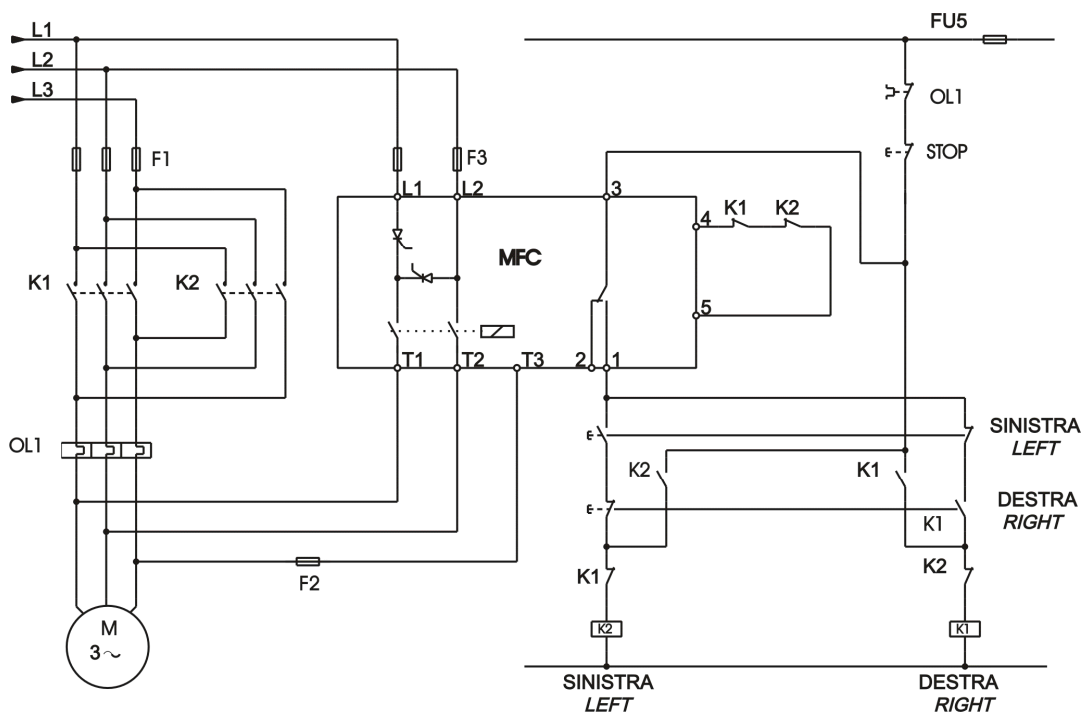 L1
L2
L3
FU5
OL1
STOP
F1
F3
L1
L2
3
4
K1
K2
MFC
K1
K2
5
T1
T2
T3
2
1
SINISTRA
LEFT
OL1
K2
K1
DESTRA
RIGHT
K1
F2
K1
K2
M
3~
K2
K1
SINISTRA
LEFT
DESTRA
RIGHT